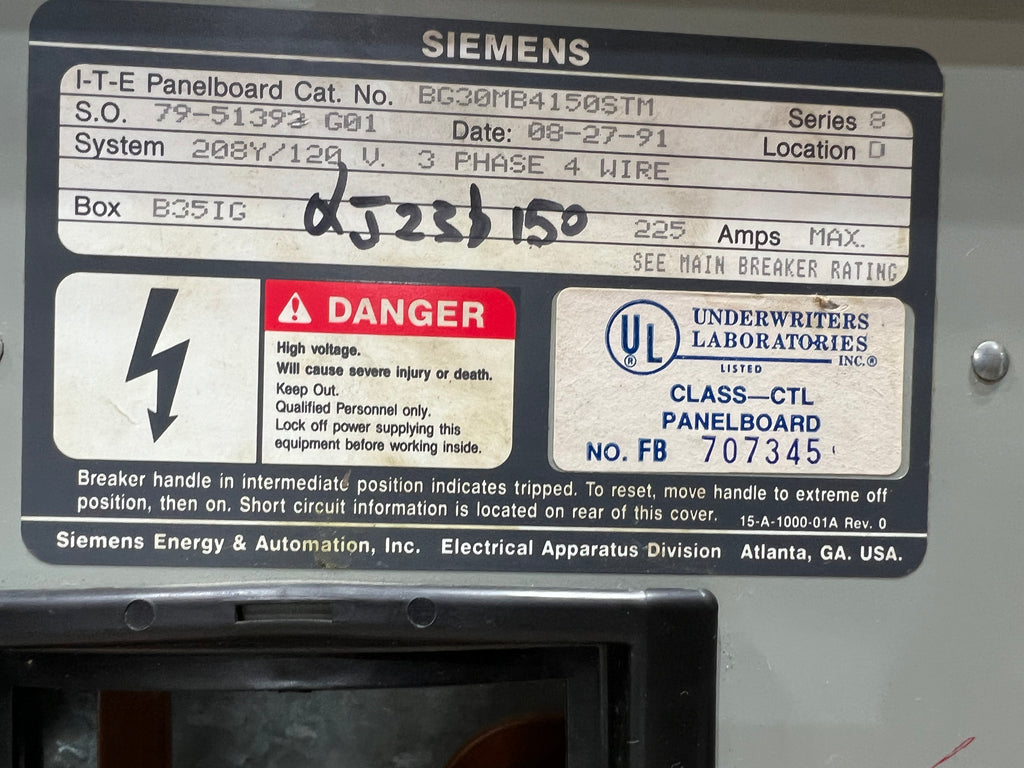 SIEMENS
I-T-E Panelboard Cat. No. BG30MB4150STM
Series 8
S.O. 79-51392 G01 Date: 08-27-91
Location D
System 208Y/120 V. 3 PHASE 4 WIRE
Box B35IG
150
225 Amps MAX.
SEE MAIN BREAKER RATING
DANGER
High voltage.
Will cause severe injury or death.
Keep Out.
Qualified Personnel only.
Lock off power supplying this
equipment before working inside.
UL
®
UNDERWRITERS
LABORATORIES
INC.®
LISTED
CLASS—CTL
PANELBOARD
NO. FB 707345
Breaker handle in intermediate position indicates tripped. To reset, move handle to extreme off
position, then on. Short circuit information is located on rear of this cover. 15-A-1000-01A Rev. 0
Siemens Energy & Automation, Inc. Electrical Apparatus Division Atlanta, GA. USA.